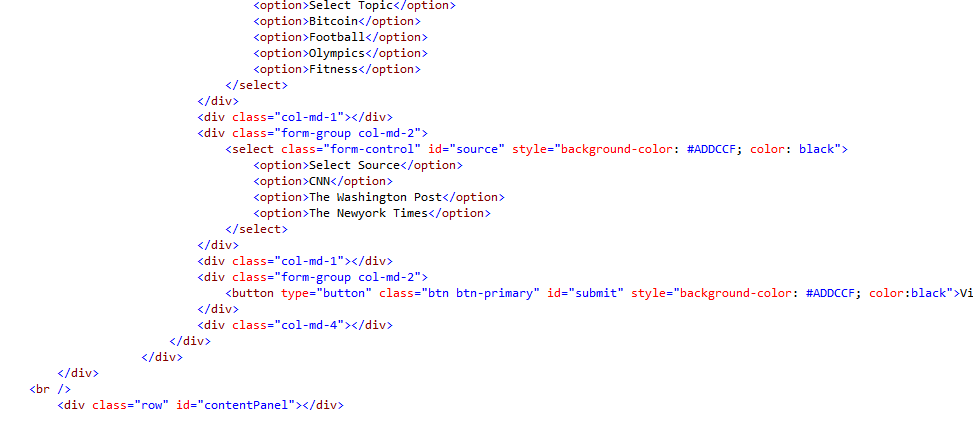 <option>Select Topic</option>
<option>Bitcoin</option>
<option>Football</option>
<option>Olympics</option>
<option>Fitness</option>
</select>
</div>
<div class="col-md-1"></div>
<div class="form-group col-md-2">
<select class="form-control" id="source" style="background-color: #ADDCCF; color: black">
<option>Select Source</option>
<option>CNN</option>
<option>The Washington Post</option>
<option>The Newyork Times</option>
</select>
</div>
<div class="col-md-1"></div>
<div class="form-group col-md-2">
<button type="button" class="btn btn-primary" id="submit" style="background-color: #ADDCCF; color:black">Vi
</div>
<div class="col-md-4"></div>
</div>
</div>
</div>
<br />
<div class="row" id="contentPanel"></div>